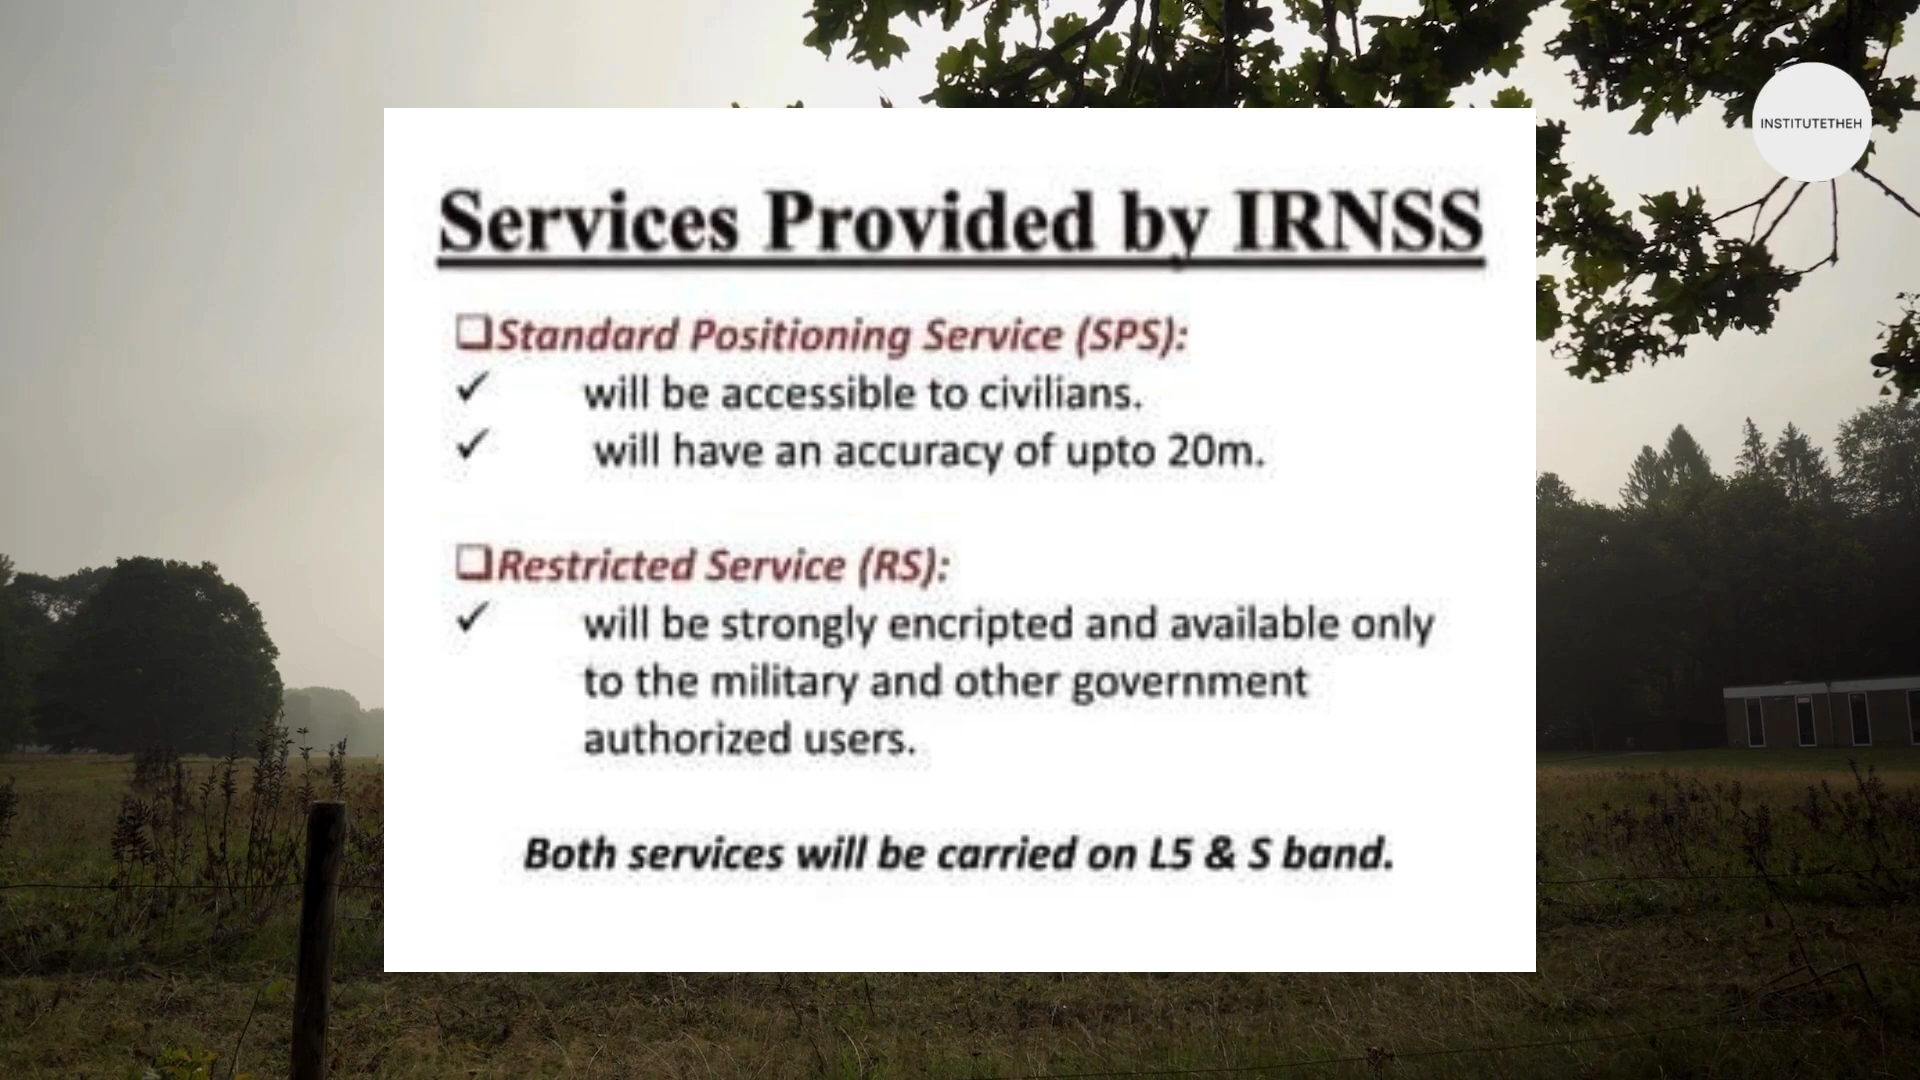 INSTITUTETHEH
Services Provided by IRNSS
❑Standard Positioning Service (SPS):
✓ will be accessible to civilians.
✓ will have an accuracy of upto 20m.
❑Restricted Service (RS):
✓ will be strongly encripted and available only
to the military and other government
authorized users.
Both services will be carried on L5 & S band.